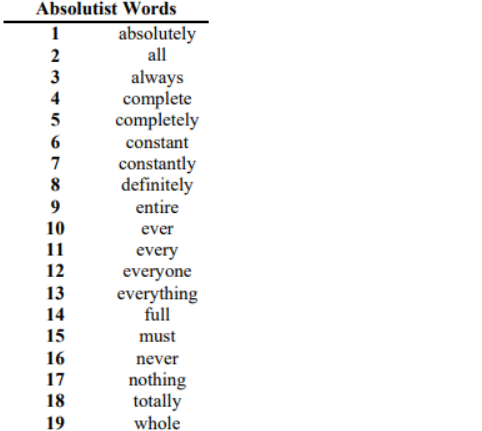 Absolutist Words
1 absolutely
2 all
3 always
4 complete
5 completely
6 constant
7 constantly
8 definitely
9 entire
10 ever
11 every
12 everyone
13 everything
14 full
15 must
16 never
17 nothing
18 totally
19 whole